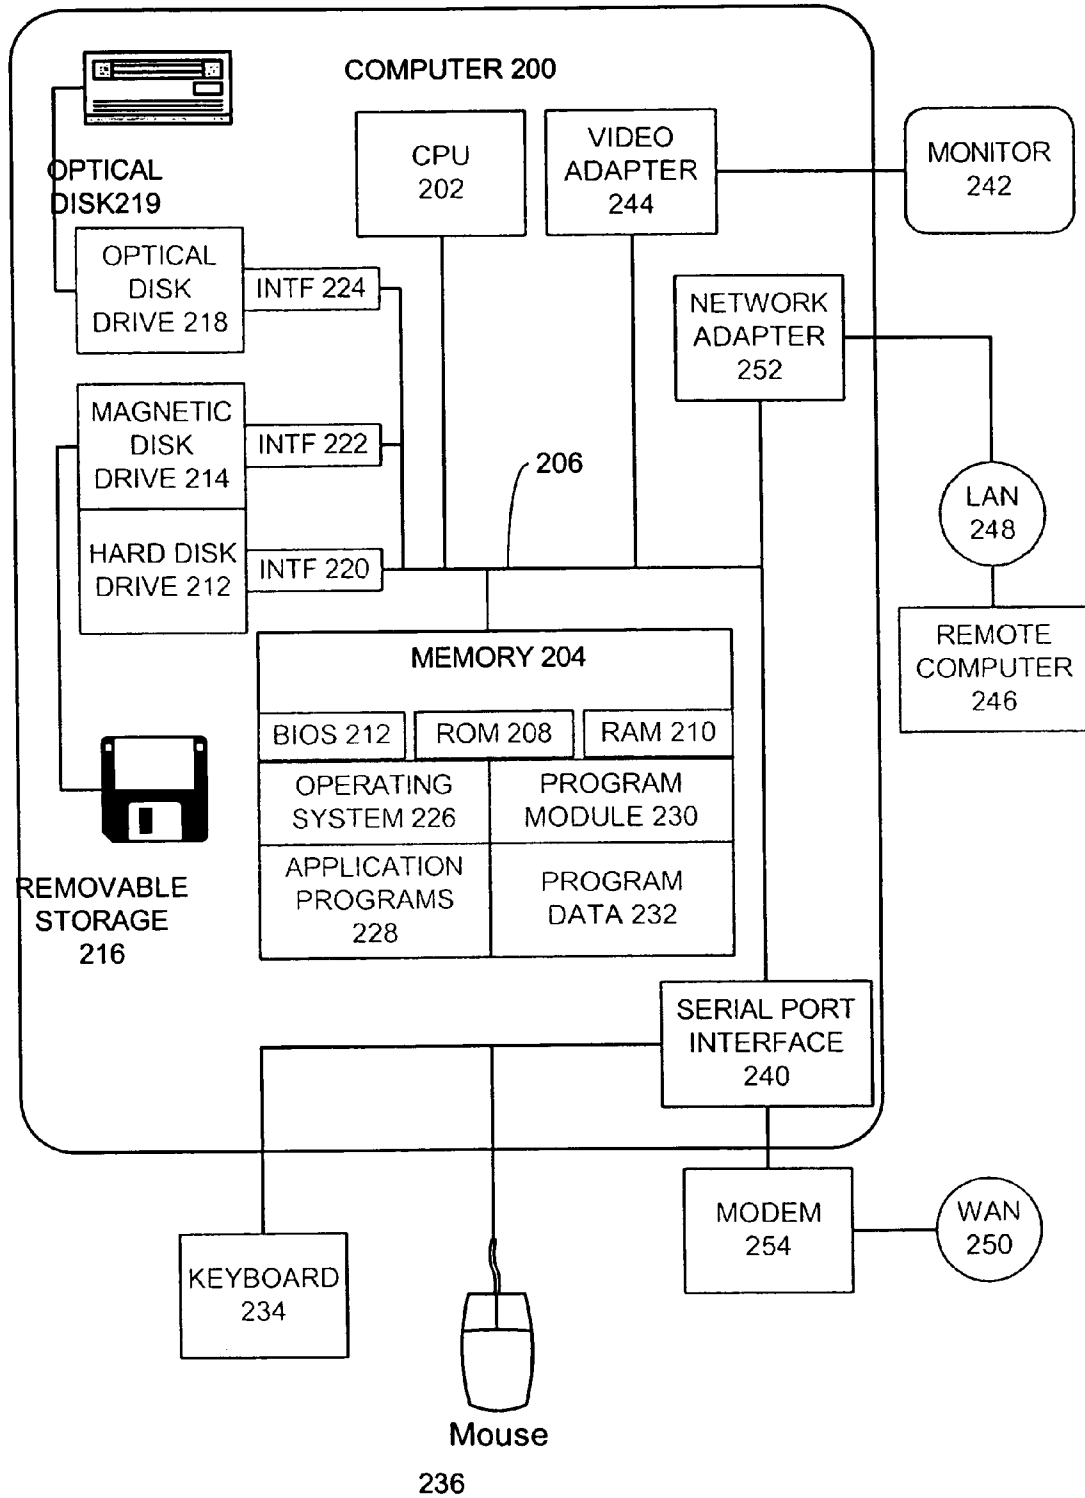 COMPUTER 200
OPTICAL
DISK219
CPU
202
VIDEO
ADAPTER
244
MONITOR
242
OPTICAL
DISK
DRIVE 218
INTF 224
NETWORK
ADAPTER
252
MAGNETIC
DISK
DRIVE 214
INTF 222
206
LAN
248
HARD DISK
DRIVE 212
INTF 220
REMOTE
COMPUTER
246
MEMORY 204
BIOS 212
ROM 208
RAM 210
OPERATING
SYSTEM 226
PROGRAM
MODULE 230
APPLICATION
PROGRAMS
228
PROGRAM
DATA 232
REMOVABLE
STORAGE
216
SERIAL PORT
INTERFACE
240
MODEM
254
WAN
250
KEYBOARD
234
Mouse
236